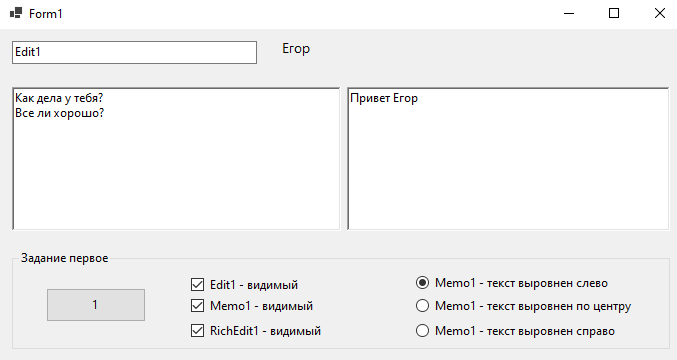 Form1
Edit1
Егор
Как дела у тебя?
Все ли хорошо?
Привет Егор
Задание первое
1
Edit1 - видимый
Memo1 - видимый
RichEdit1 - видимый
Memo1 - текст выровнен слево
Memo1 - текст выровнен по центру
Memo1 - текст выровнен справо